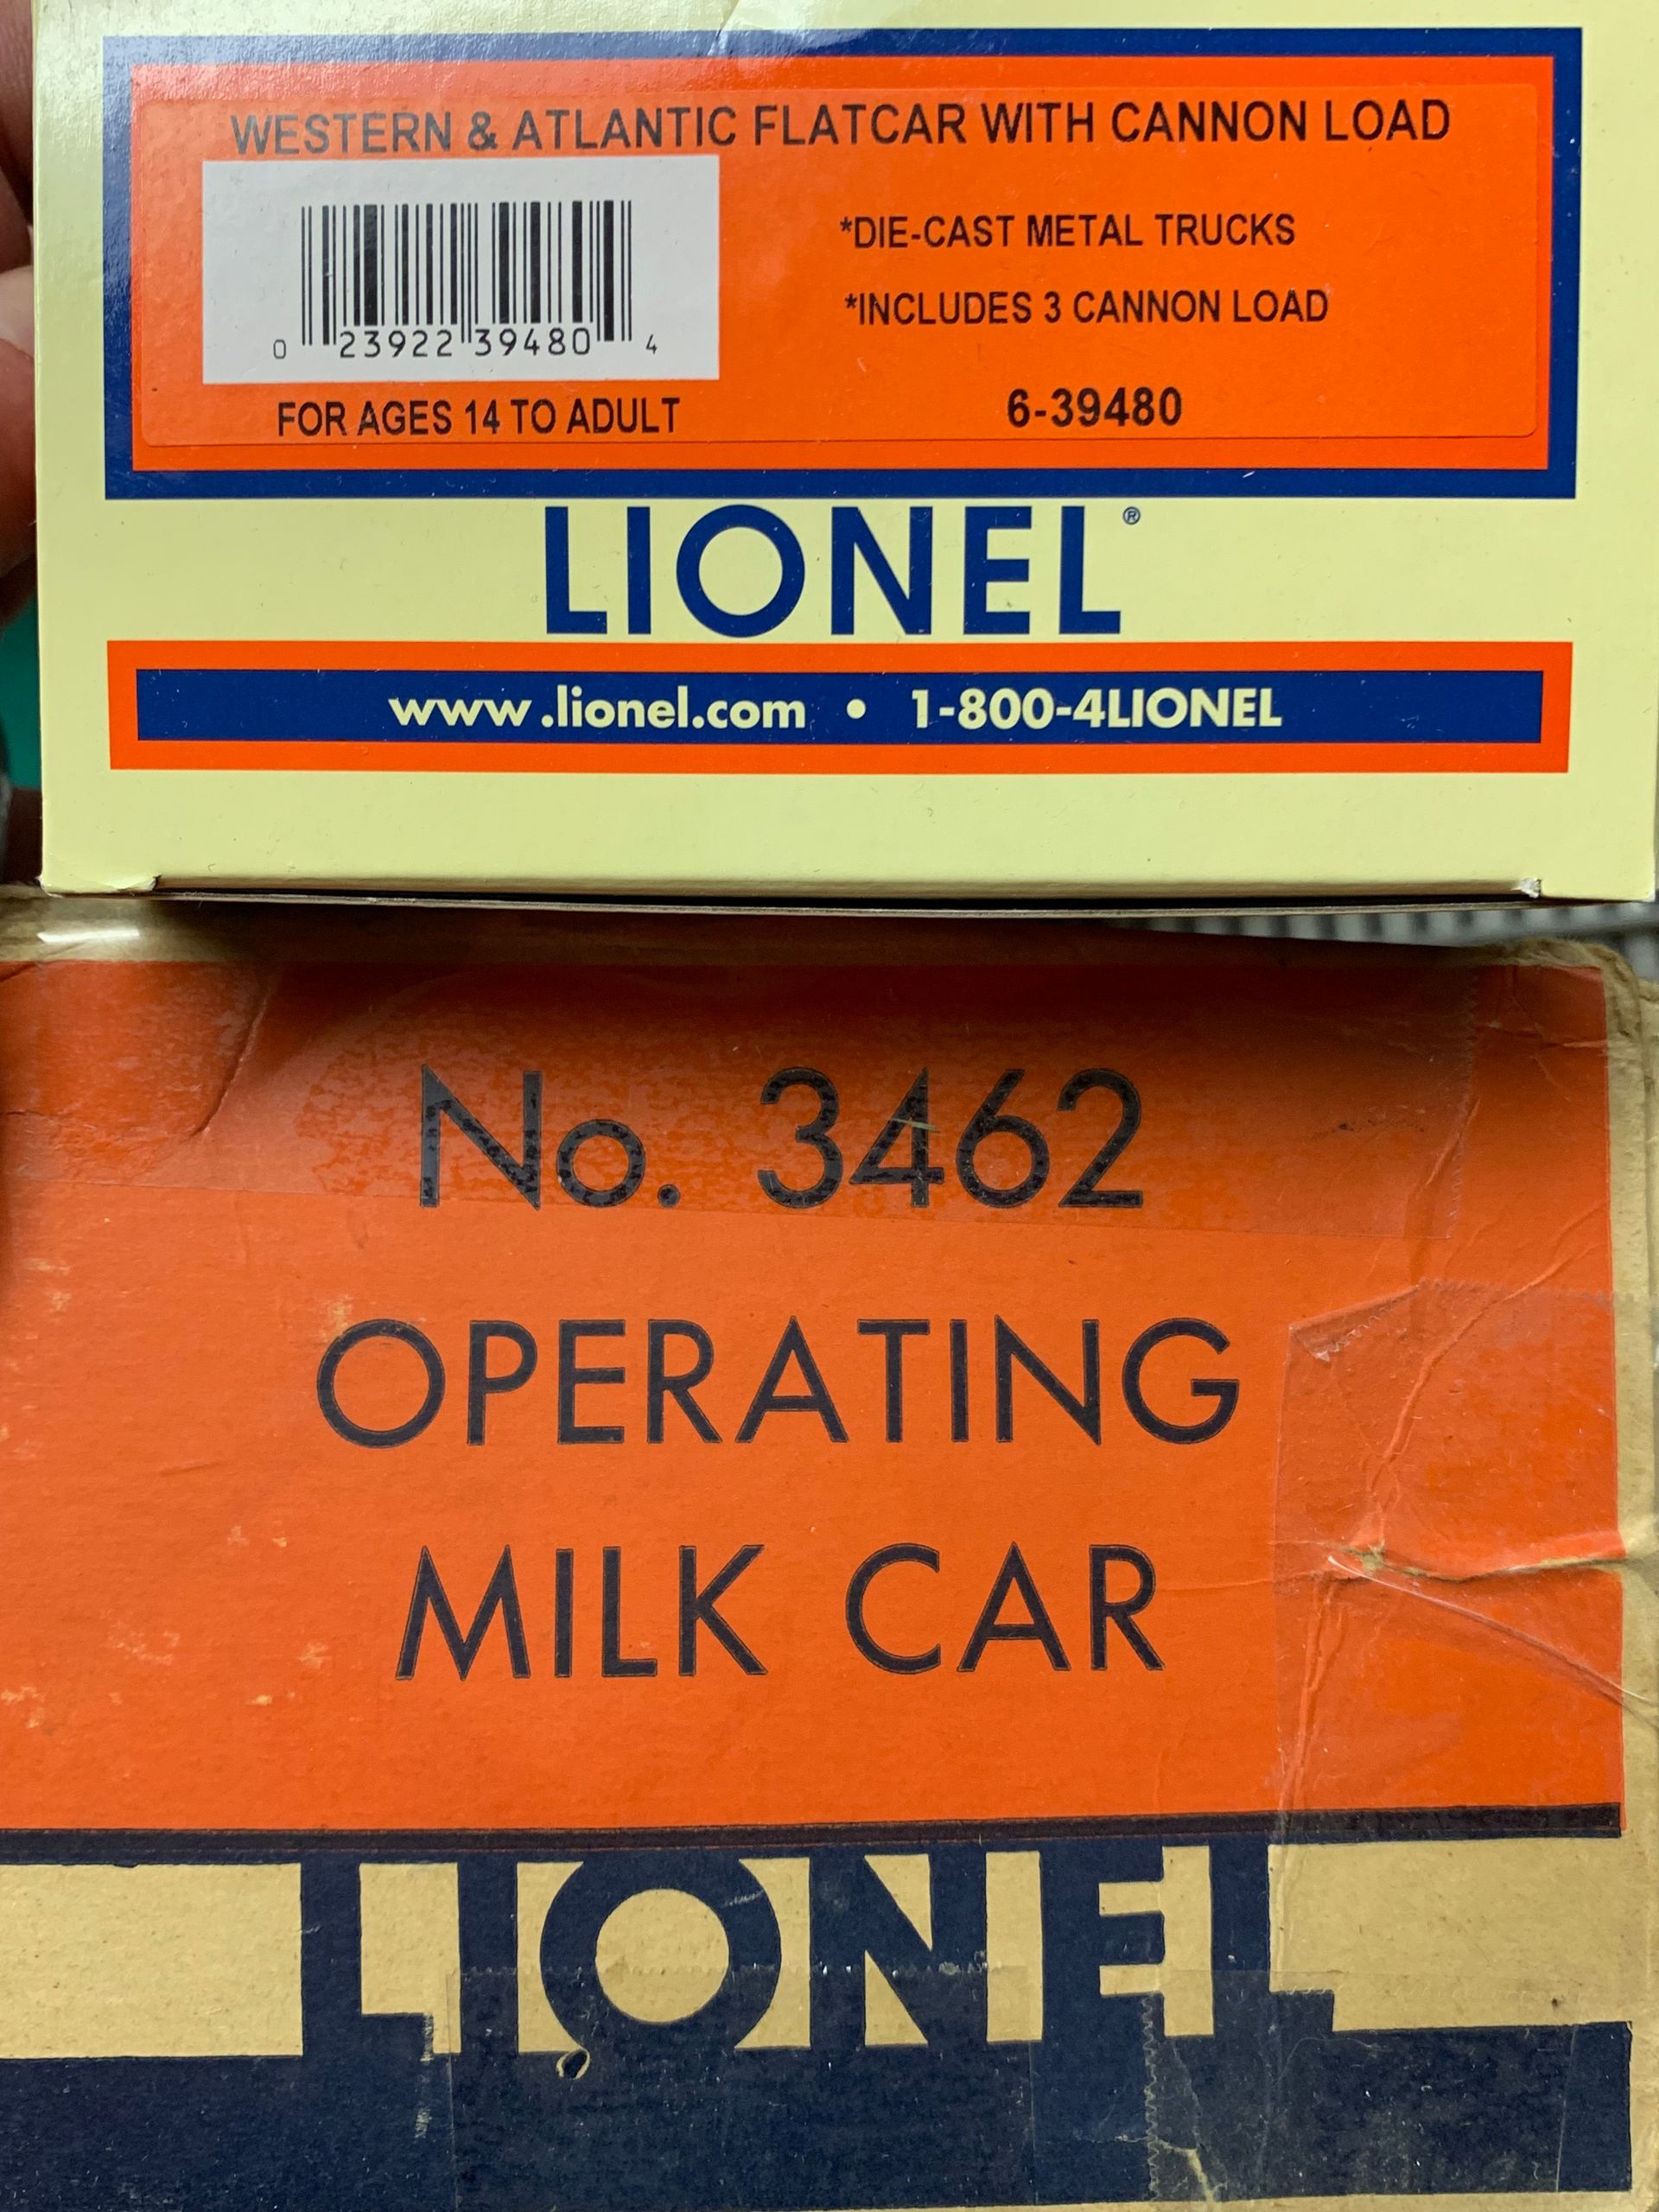 WESTERN & ATLANTIC FLATCAR WITH CANNON LOAD
*DIE-CAST METAL TRUCKS
*INCLUDES 3 CANNON LOAD
0 23922 39480 4
FOR AGES 14 TO ADULT
6-39480
LIONEL®
www.lionel.com • 1-800-4LIONEL
No. 3462
OPERATING
MILK CAR
LIONEL